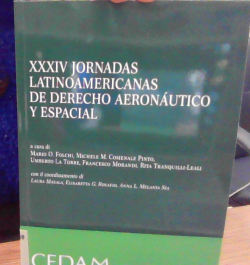 XXXIV JORNADAS
LATINOAMERICANAS
DE DERECHO AERONÁUTICO
Y ESPACIAL
a cura di
MARIO O. FOLCHI, MICHELE M. COMENALE PINTO,
UMBERTO LA TORRE, FRANCESCO MORANDI, RITA TRANQUILLI-LEALI
con il coordinamento di
LAURA MASALA, ELISABETTA G. ROSAFIO, ANNA L. MELANIA SIA
CEDAM